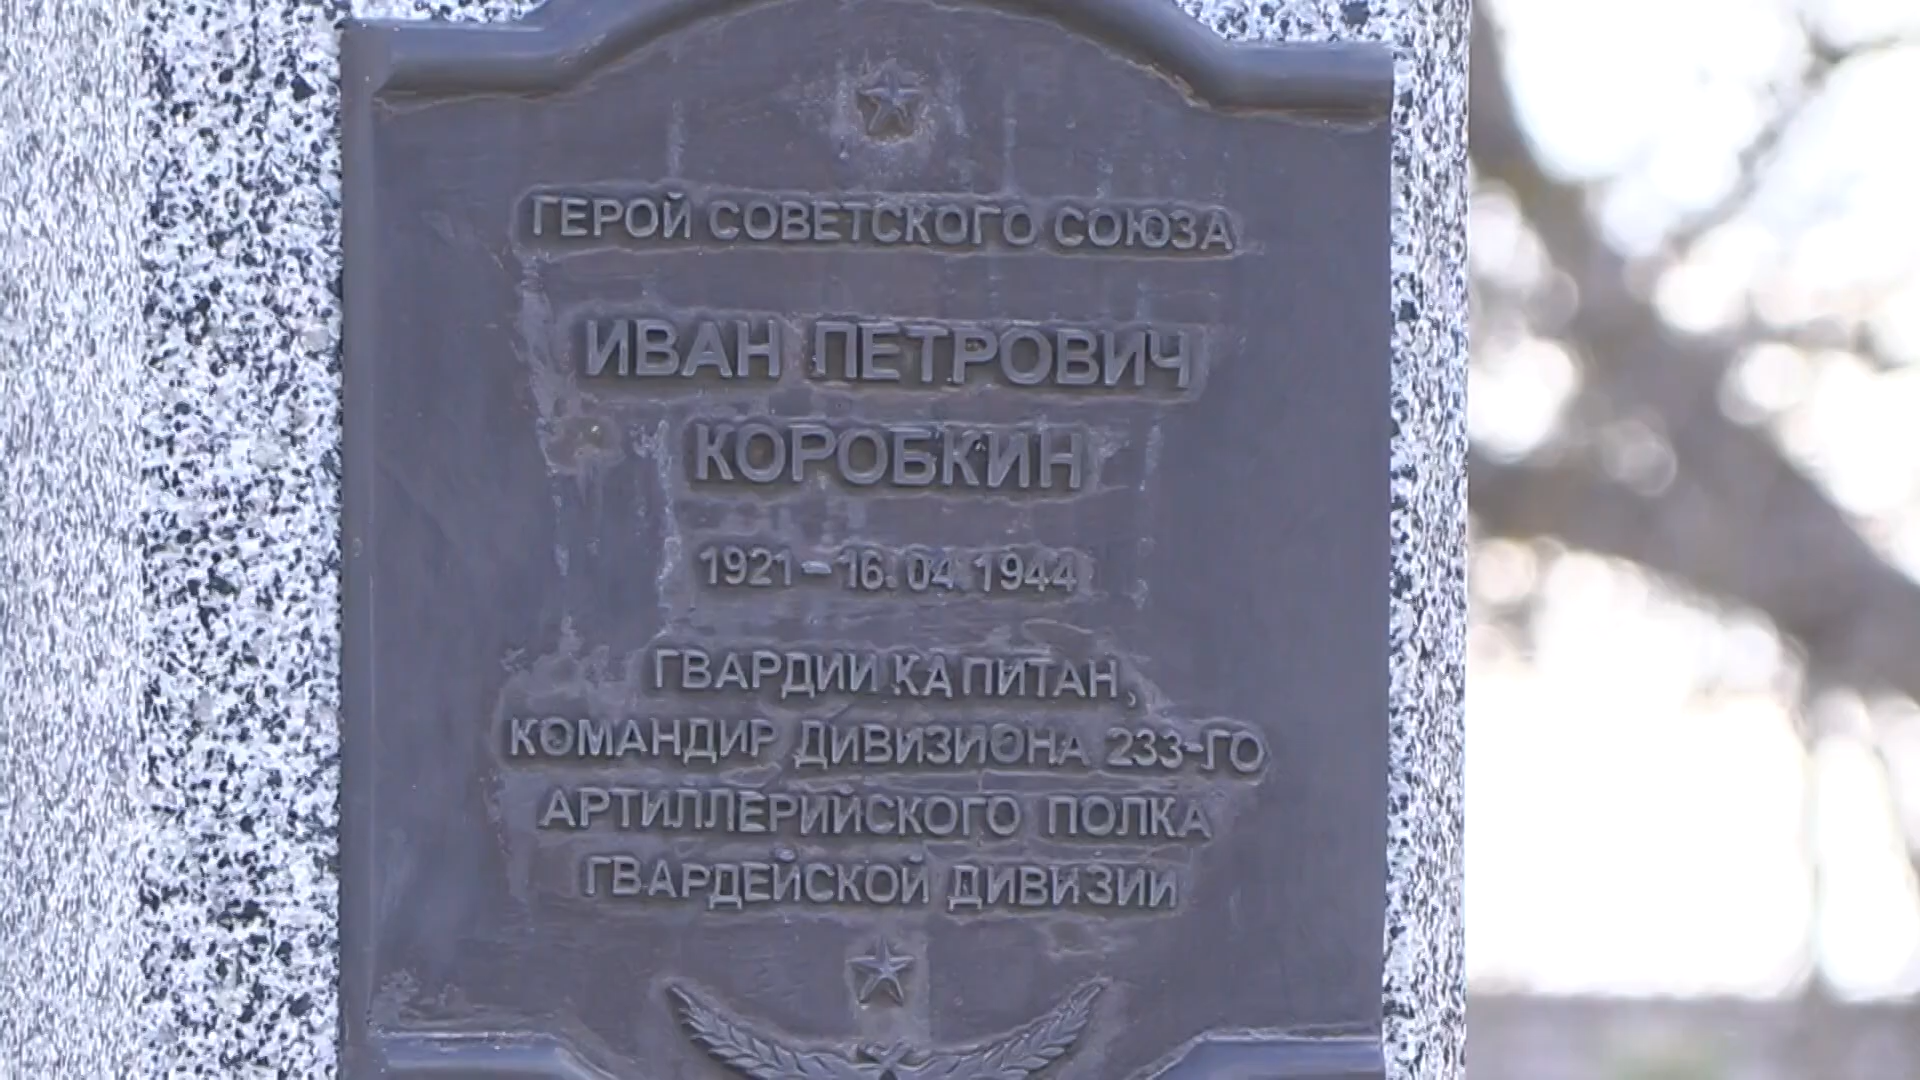 ГЕРОЙ СОВЕТСКОГО СОЮЗА
ИВАН ПЕТРОВИЧ
КОРОБКИН
1921–16.04.1944
ГВАРДИИ КАПИТАН,
КОМАНДИР ДИВИЗИОНА 233-ГО
АРТИЛЛЕРИЙСКОГО ПОЛКА
ГВАРДЕЙСКОЙ ДИВИЗИИ